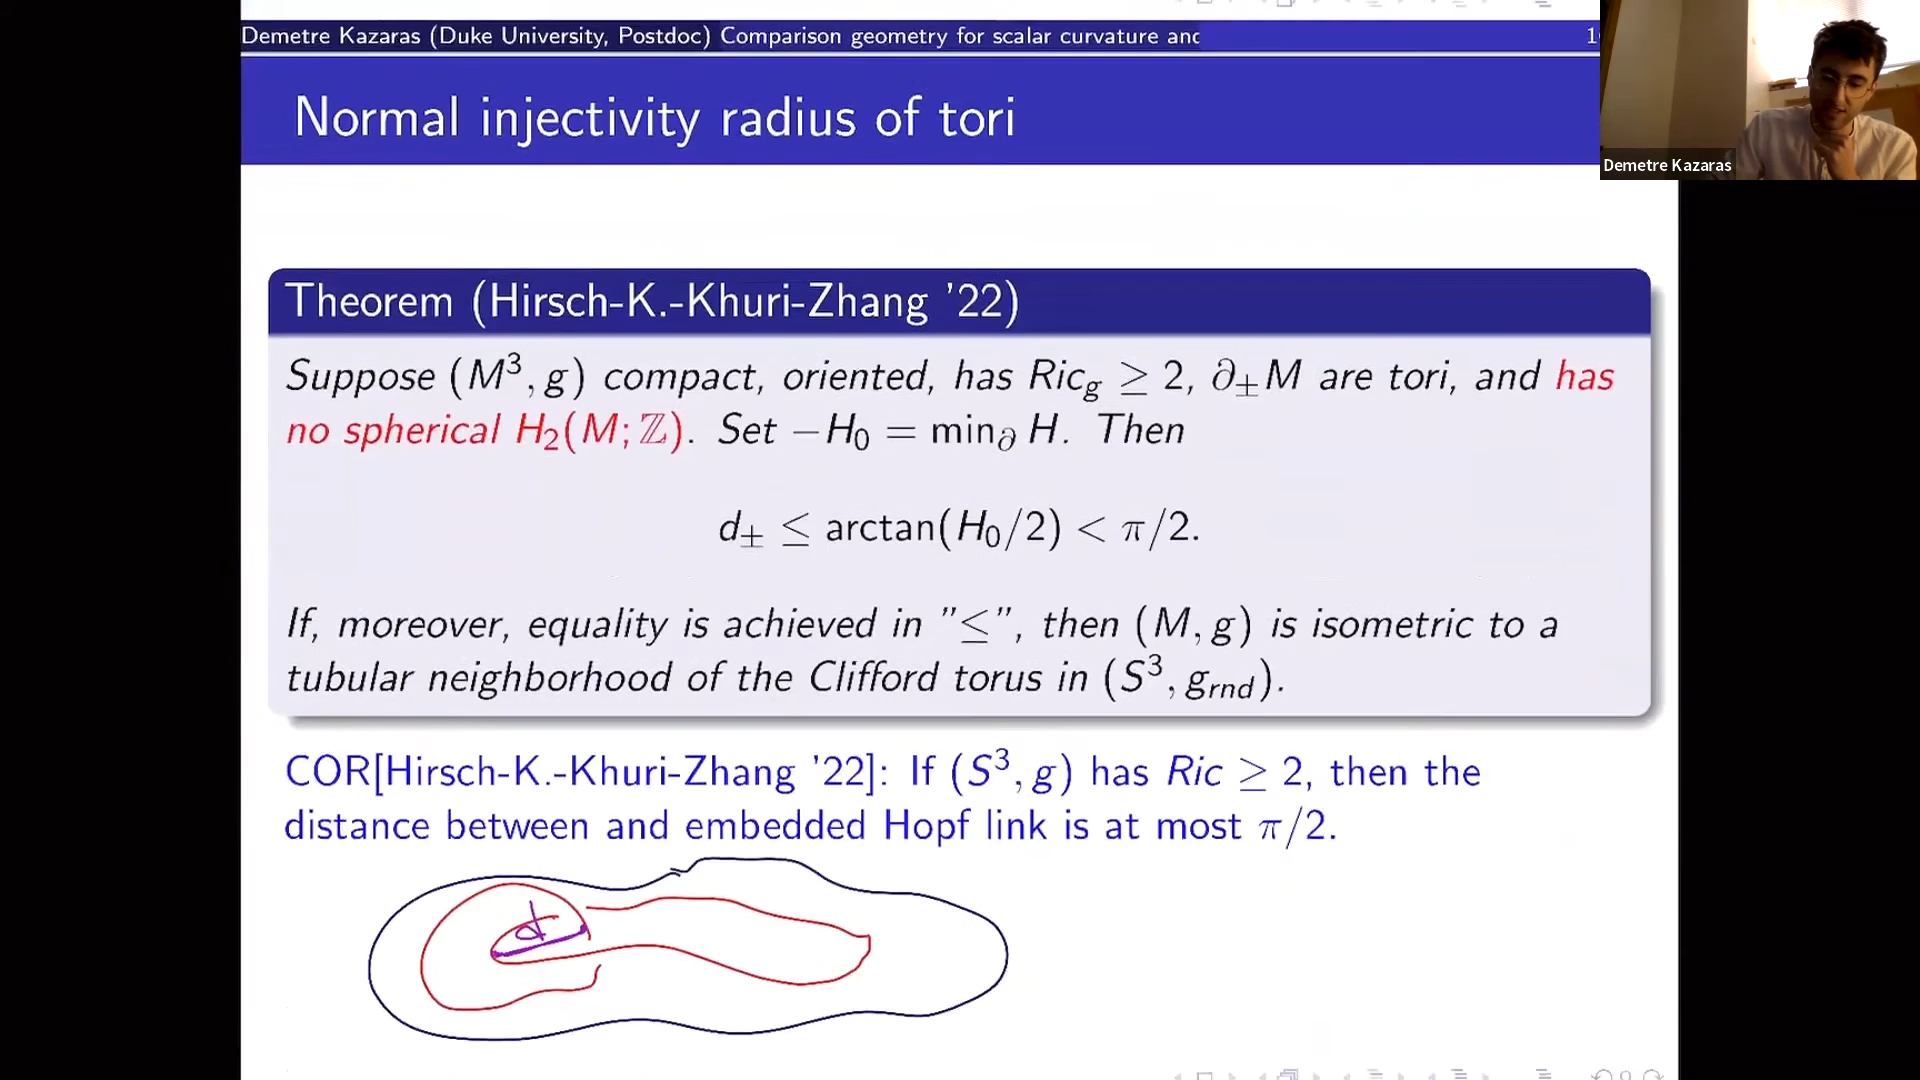 Demetre Kazaras (Duke University, Postdoc) Comparison geometry for scalar curvature and
Normal injectivity radius of tori
Demetre Kazaras
Theorem (Hirsch-K.-Khuri-Zhang '22)
Suppose (M³, g) compact, oriented, has Ric_g ≥ 2, ∂_±M are tori, and has
no spherical H₂(M; ℤ). Set −H₀ = min_∂ H. Then
d_± ≤ arctan(H₀/2) < π/2.
If, moreover, equality is achieved in "≤", then (M, g) is isometric to a
tubular neighborhood of the Clifford torus in (S³, g_rnd).
COR[Hirsch-K.-Khuri-Zhang '22]: If (S³, g) has Ric ≥ 2, then the
distance between and embedded Hopf link is at most π/2.
d